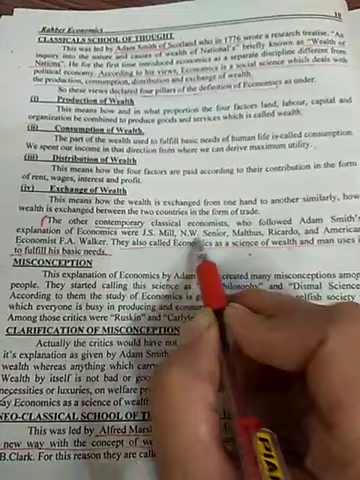 Rahber Economics
10
CLASSICALS SCHOOL OF THOUGHT
This was led by Adam Smith of Scotland who in 1776 wrote a research treatise. "An
inquiry into the nature and causes of wealth of National's" briefly known as "Wealth of
Nation". He for the first time introduced economics as a separate discipline different from
political economy. According to his views, Economics is a social science which deals with
the production, consumption, distribution and exchange of wealth.
So these views declared four pillars of the definition of Economics as under.
(i) Production of Wealth
This means how and in what proportion the four factors land, labour, capital and
organization be combined to produce goods and services which is called wealth.
(ii) Consumption of Wealth.
The part of the wealth used to fulfill basic needs of human life is called consumption.
We spent our income in that direction from where we can derive maximum utility.
(iii) Distribution of Wealth
This means how the four factors are paid according to their contribution in the form
of rent, wages, interest and profit.
(iv) Exchange of Wealth
This means how the wealth is exchanged from one hand to another similarly, how
wealth is exchanged between the two countries in the form of trade.
The other contemporary classical economists, who followed Adam Smith's
explanation of Economics were J.S. Mill, N.W. Senior, Malthus, Ricardo, and American
Economist F.A. Walker. They also called Economics as a science of wealth and man uses it
to fulfill his basic needs.
MISCONCEPTION
This explanation of Economics by Adam created many misconceptions among
people. They started calling this science as Philosophy" and "Dismal Science
According to them the study of Economics is selfish society
which everyone is busy in producing and consum
Among those critics were "Ruskin" and "Carlyle
CLARIFICATION OF MISCONCEPTION
Actually the critics would have not
it's explanation as given by Adam Smith
wealth whereas anything which carry
Wealth by itself is not bad or goo
necessities or luxuries, on welfare pr
ay Economics as a science of wealth
NEO-CLASSICAL SCHOOL OF T
This was led by Alfred Marsh
new way with the concept of we
B.Clark. For this reason they are calle
PIAN